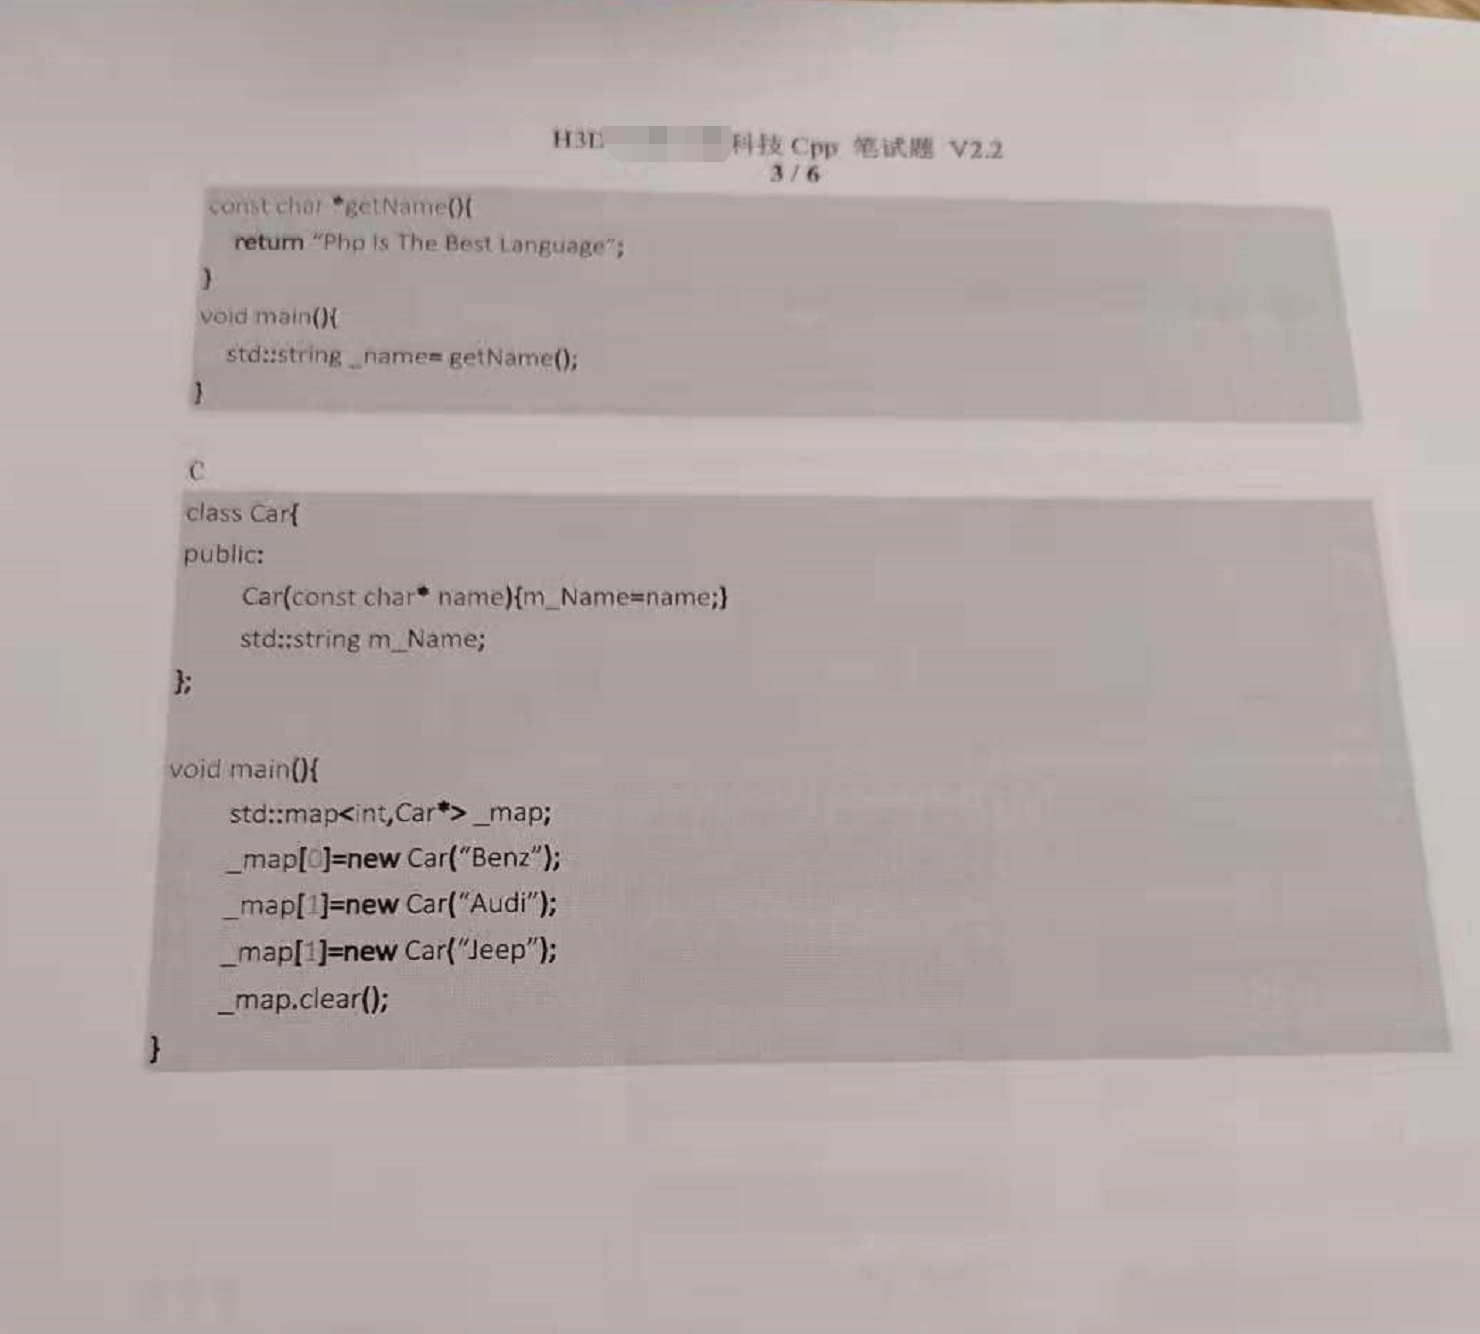 H3D 科技 Cpp 笔试题 V2.2
3 / 6
const char *getName(){
return “Php Is The Best Language”;
}
void main(){
std::string _name= getName();
}
C
class Car{
public:
Car(const char* name){m_Name=name;}
std::string m_Name;
};
void main(){
std::map<int,Car*> _map;
_map[0]=new Car(“Benz”);
_map[1]=new Car(“Audi”);
_map[1]=new Car(“Jeep”);
_map.clear();
}